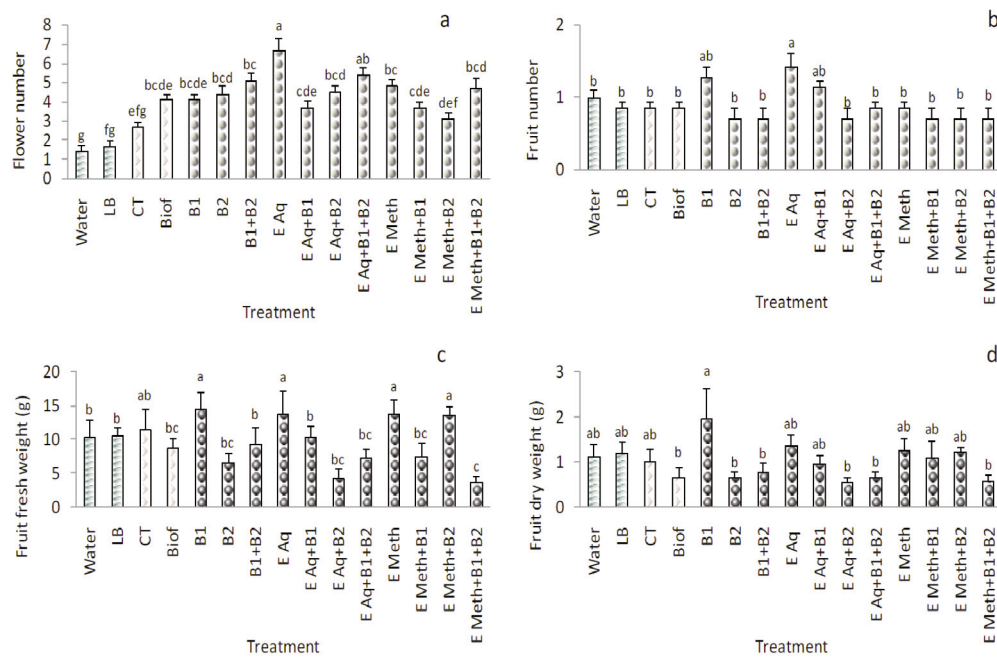 a
Flower number
8
7
6
5
4
3
2
1
0
g fg efg bcde bcde bcd bc a cde bcd ab bc cde def bcd
Water
LB
CT
Biof
B1
B2
B1+B2
E Aq
E Aq+B1
E Aq+B2
E Aq+B1+B2
E Meth
E Meth+B1
E Meth+B2
E Meth+B1+B2
Treatment
b
Fruit number
2
1
0
b b b b ab b b a ab b b b b b b
Water
LB
CT
Biof
B1
B2
B1+B2
E Aq
E Aq+B1
E Aq+B2
E Aq+B1+B2
E Meth
E Meth+B1
E Meth+B2
E Meth+B1+B2
Treatment
c
Fruit fresh weight (g)
20
15
10
5
0
b b ab bc a bc b a b bc bc a bc a c
Water
LB
CT
Biof
B1
B2
B1+B2
E Aq
E Aq+B1
E Aq+B2
E Aq+B1+B2
E Meth
E Meth+B1
E Meth+B2
E Meth+B1+B2
Treatment
d
Fruit dry weight (g)
3
2
1
0
ab ab ab b a b b ab ab b b ab ab ab b
Water
LB
CT
Biof
B1
B2
B1+B2
E Aq
E Aq+B1
E Aq+B2
E Aq+B1+B2
E Meth
E Meth+B1
E Meth+B2
E Meth+B1+B2
Treatment